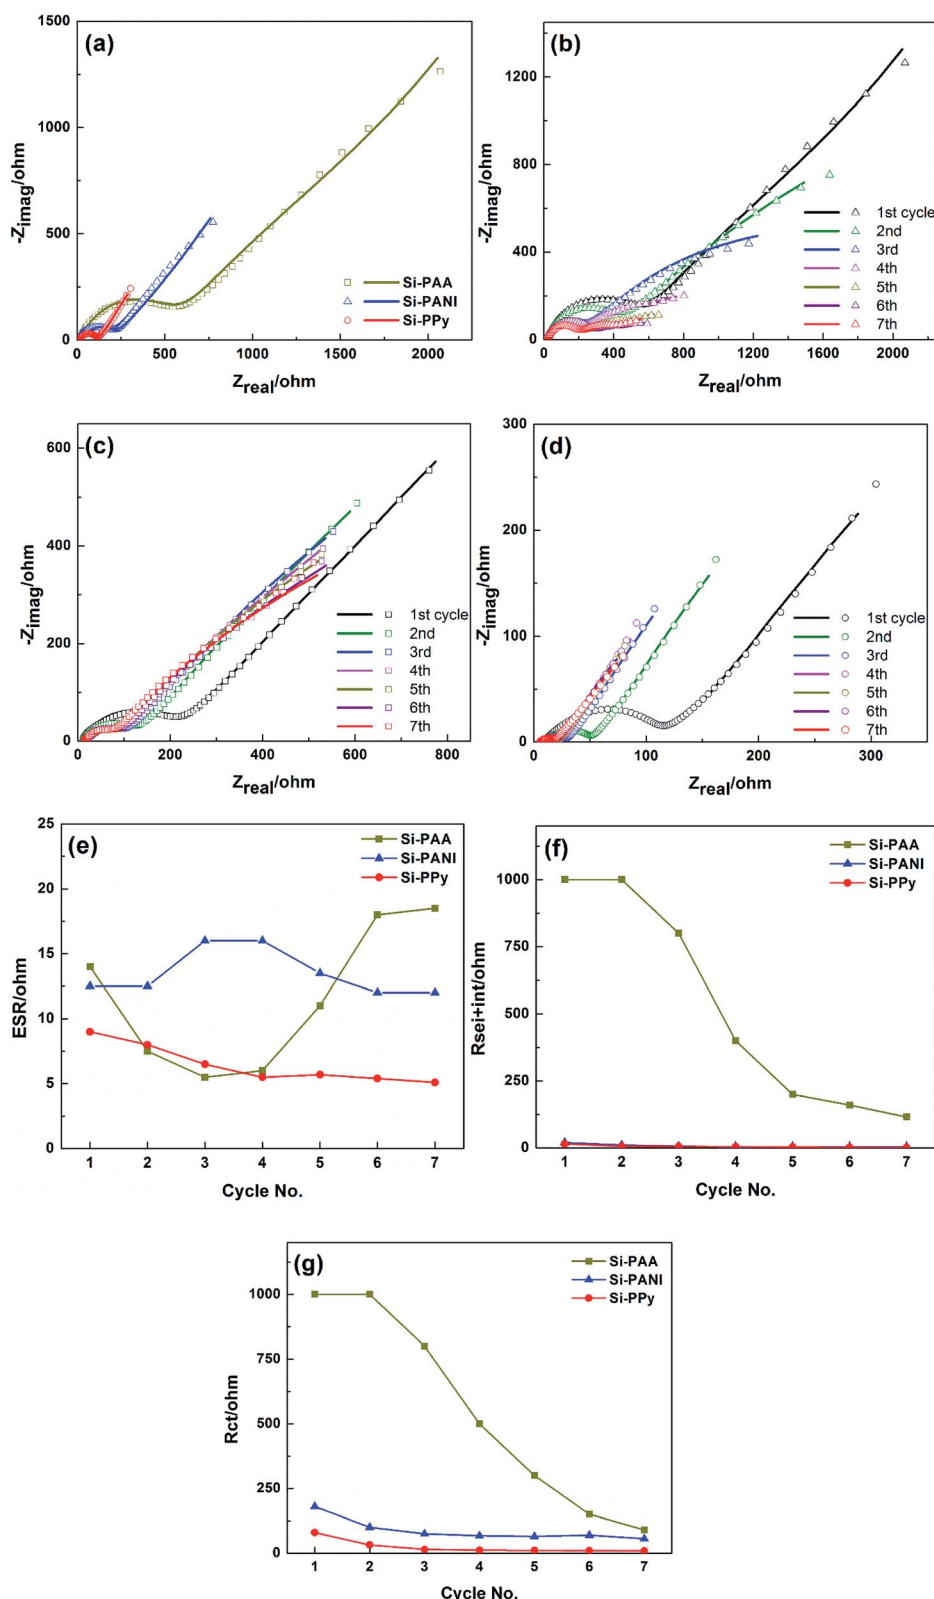 (a)
1500
1000
500
0
0 250 500 750 1000 1250 1500 1750 2000
-Zimag/ohm
Zreal/ohm
Si-PAA
Si-PANI
Si-PPy
(b)
1200
800
400
0
0 400 800 1200 1600 2000
-Zimag/ohm
Zreal/ohm
1st cycle
2nd
3rd
4th
5th
6th
7th
(c)
600
400
200
0
0 200 400 600 800
-Zimag/ohm
Zreal/ohm
1st cycle
2nd
3rd
4th
5th
6th
7th
(d)
300
200
100
0
0 100 200 300
-Zimag/ohm
Zreal/ohm
1st cycle
2nd
3rd
4th
5th
6th
7th
(e)
25
20
15
10
5
0
1 2 3 4 5 6 7
ESR/ohm
Cycle No.
Si-PAA
Si-PANI
Si-PPy
(f)
1000
750
500
250
0
1 2 3 4 5 6 7
Rsei+int/ohm
Cycle No.
Si-PAA
Si-PANI
Si-PPy
(g)
1000
750
500
250
0
1 2 3 4 5 6 7
Rct/ohm
Cycle No.
Si-PAA
Si-PANI
Si-PPy